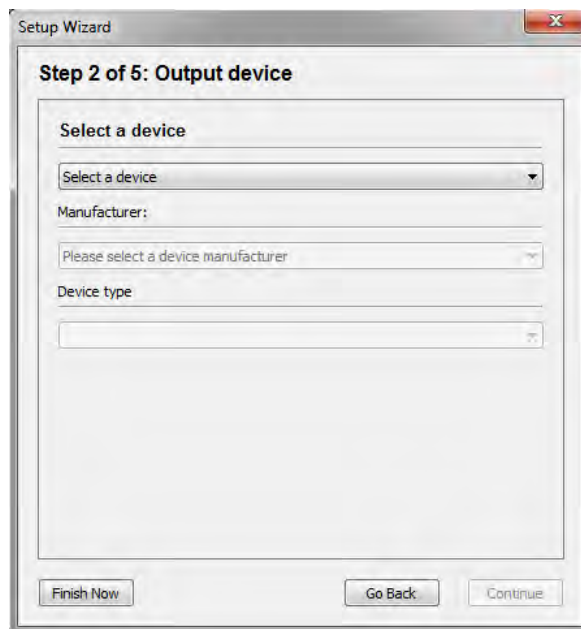 Setup Wizard
Step 2 of 5: Output device
Select a device
Select a device
Manufacturer:
Please select a device manufacturer
Device type
Finish Now
Go Back
Continue